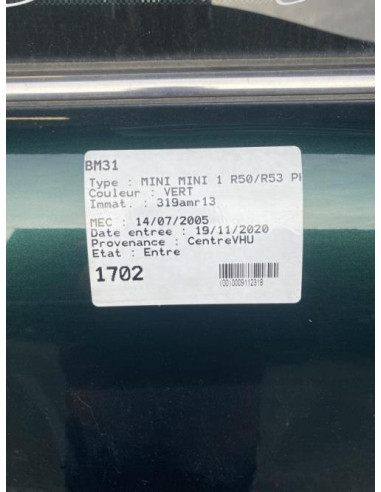 BM31
Type : MINI MINI 1 R50/R53 PH
Couleur : VERT
Immat. : 319amr13
MEC : 14/07/2005
Date entree : 19/11/2020
Provenance : CentreVHU
Etat : Entre
1702